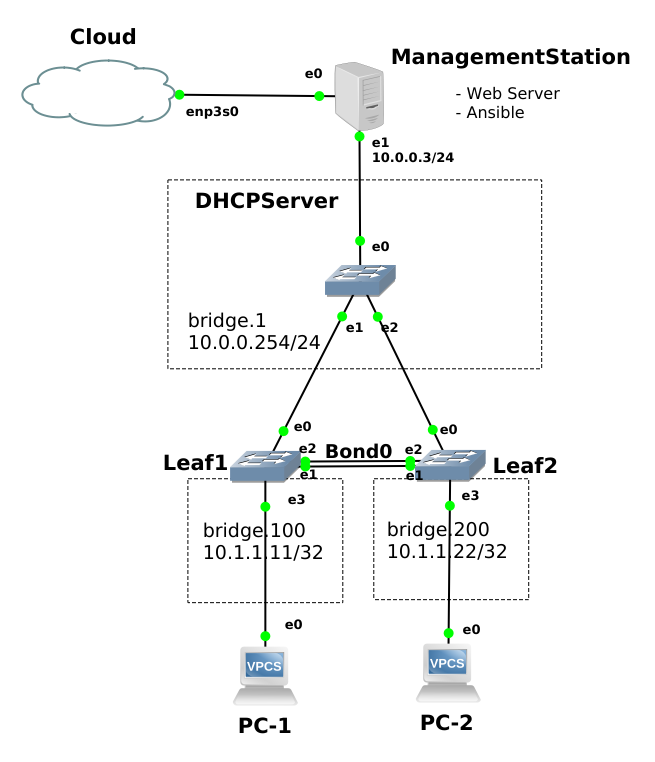 Cloud
e0
ManagementStation
- Web Server
- Ansible
enp3s0
e1
10.0.0.3/24
DHCPServer
e0
bridge.1
10.0.0.254/24
e1
e2
e0
e0
Leaf1
e2
Bond0
e2
Leaf2
e1
e1
e3
e3
bridge.100
10.1.1.11/32
bridge.200
10.1.1.22/32
e0
e0
VPCS
VPCS
PC-1
PC-2